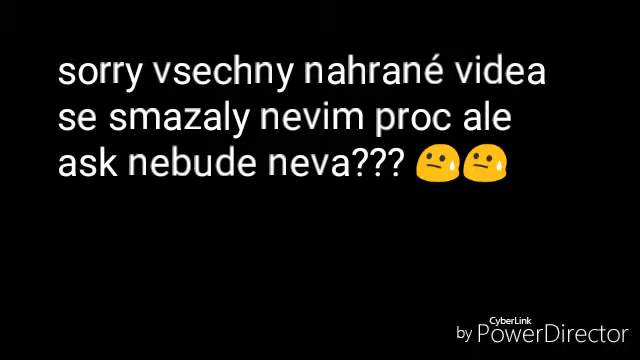 sorry vsechny nahrané videa
se smazaly nevim proc ale
ask nebude neva??? 😓😓
CyberLink
by PowerDirector